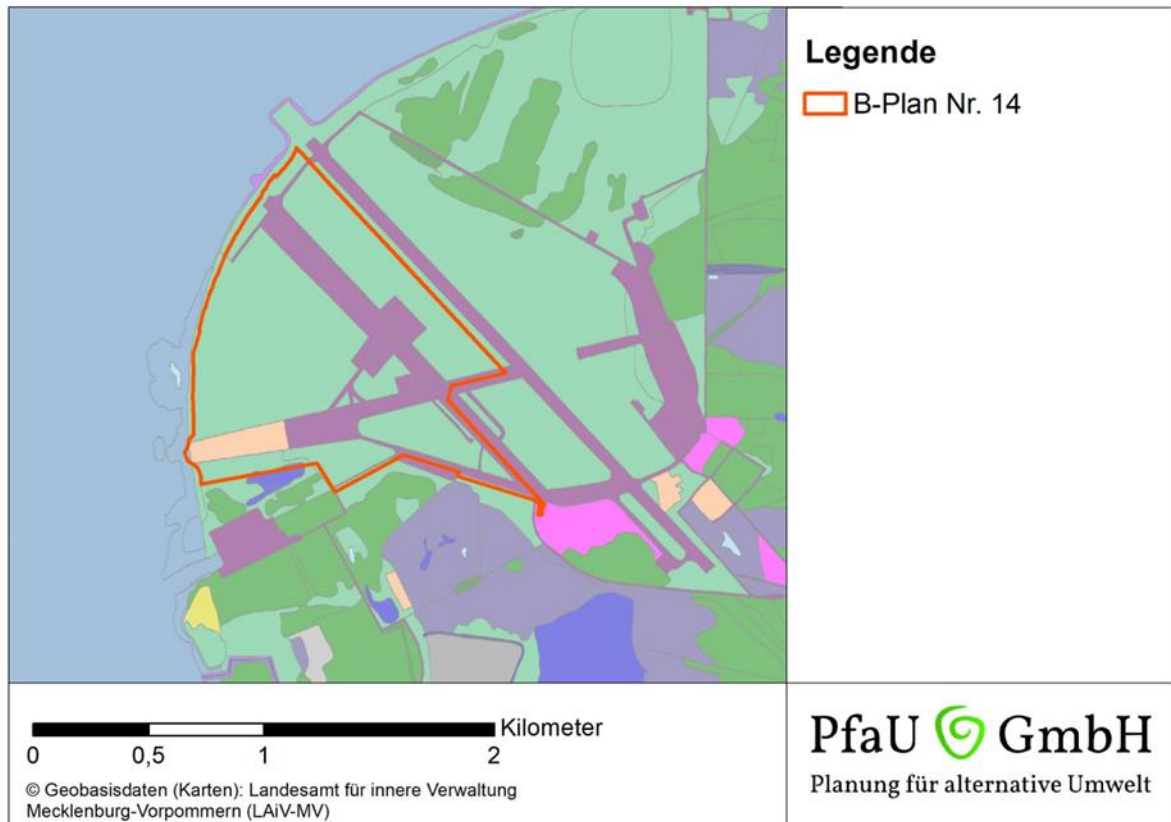 Legende
B-Plan Nr. 14
Kilometer
0 0,5 1 2
© Geobasisdaten (Karten): Landesamt für innere Verwaltung
Mecklenburg-Vorpommern (LAiV-MV)
PfaU GmbH
Planung für alternative Umwelt